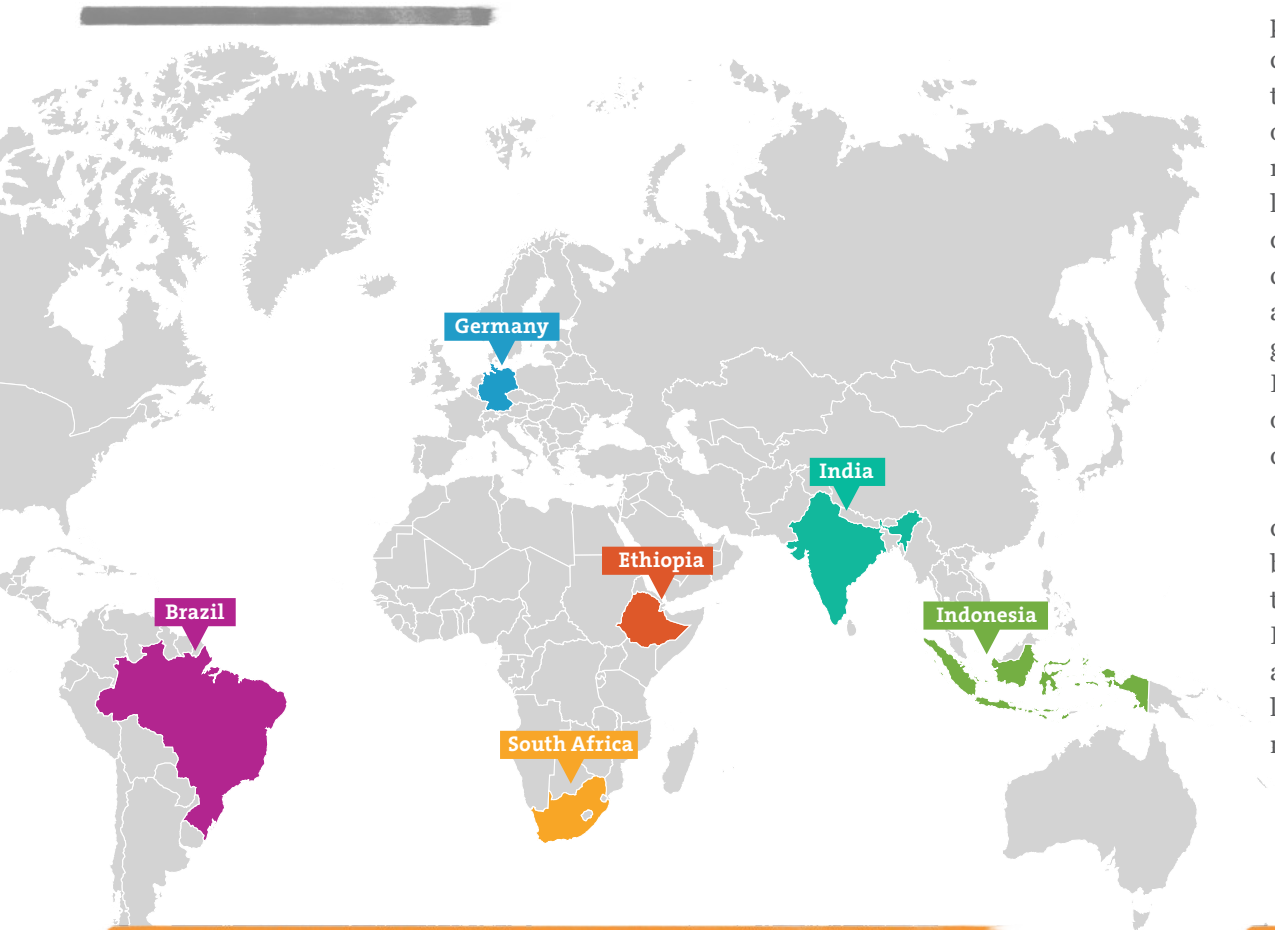 Germany
India
Ethiopia
Brazil
Indonesia
South Africa